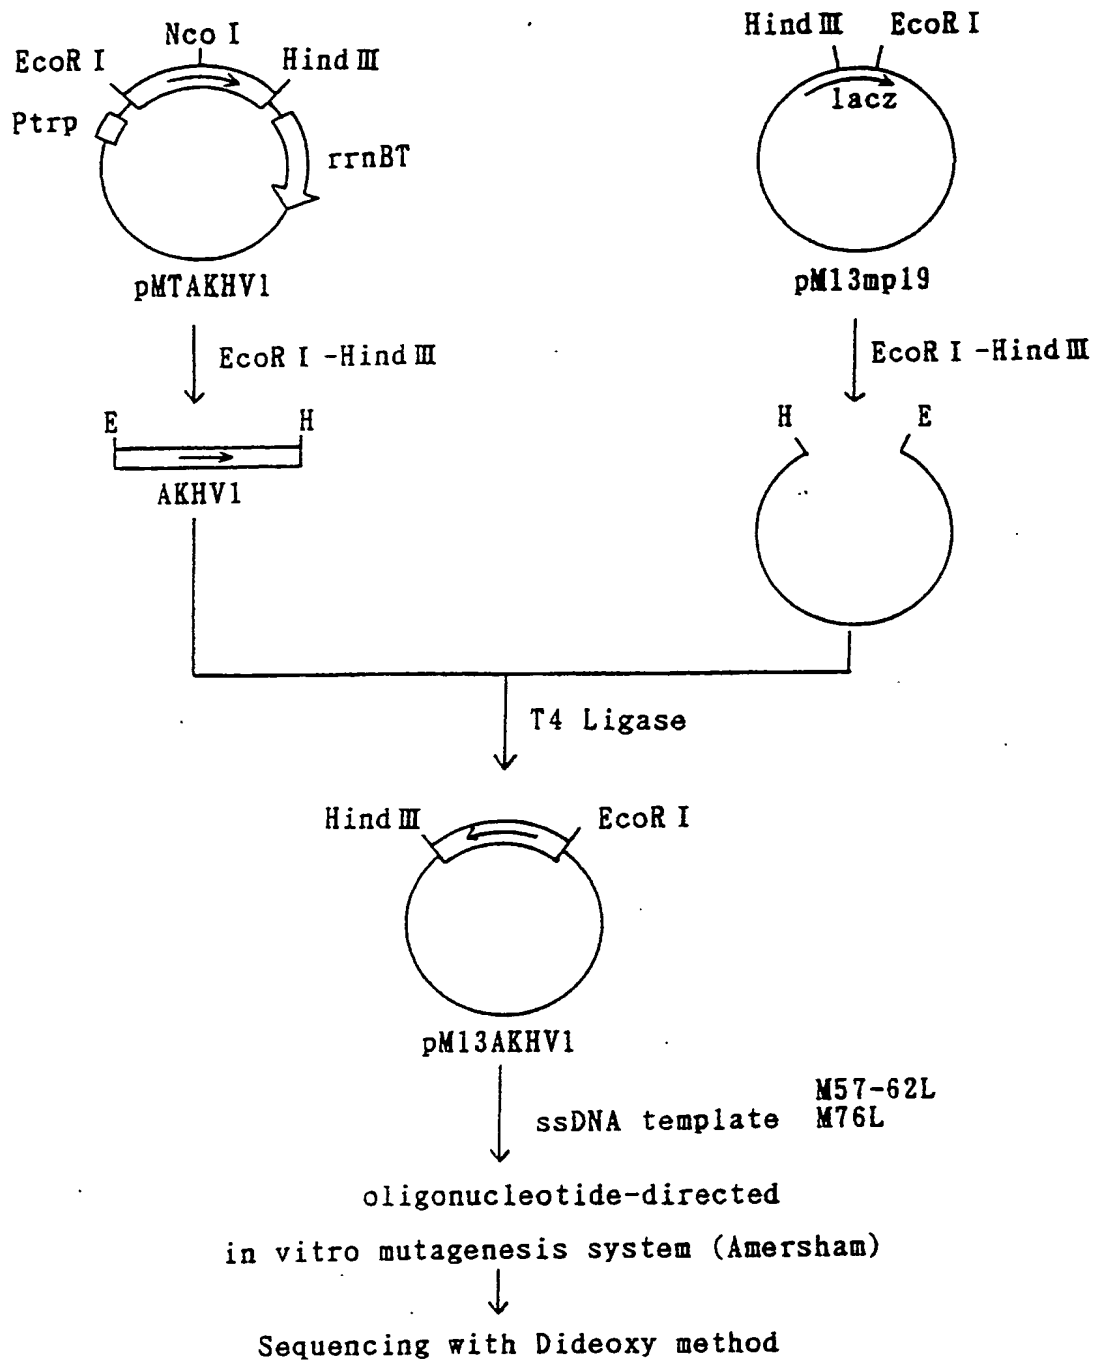 Nco I
EcoR I
Hind III
Ptrp
rrnBT
pMTAKHV1
EcoR I -Hind III
E
H
AKHV1
Hind III
EcoR I
lacz
pM13mp19
EcoR I -Hind III
H
E
T4 Ligase
Hind III
EcoR I
pM13AKHV1
ssDNA template
M57-62L
M76L
oligonucleotide-directed
in vitro mutagenesis system (Amersham)
Sequencing with Dideoxy method